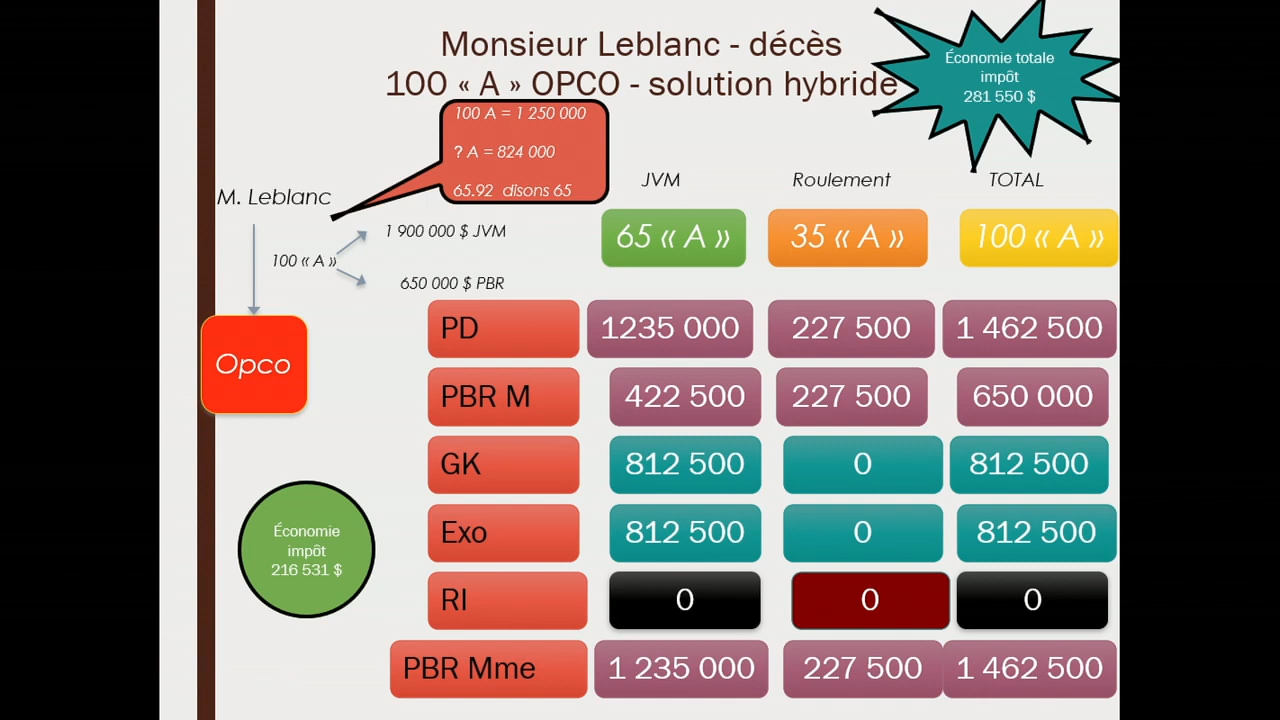 Monsieur Leblanc - décès
100 « A » OPCO - solution hybride
Économie totale
impôt
281 550 $
100 A = 1 250 000
? A = 824 000
65.92 disons 65
M. Leblanc
1 900 000 $ JVM
100 « A »
650 000 $ PBR
Opco
JVM
Roulement
TOTAL
65 « A »
35 « A »
100 « A »
PD
1235 000
227 500
1 462 500
PBR M
422 500
227 500
650 000
GK
812 500
0
812 500
Exo
812 500
0
812 500
RI
0
0
0
PBR Mme
1 235 000
227 500
1 462 500
Économie
impôt
216 531 $